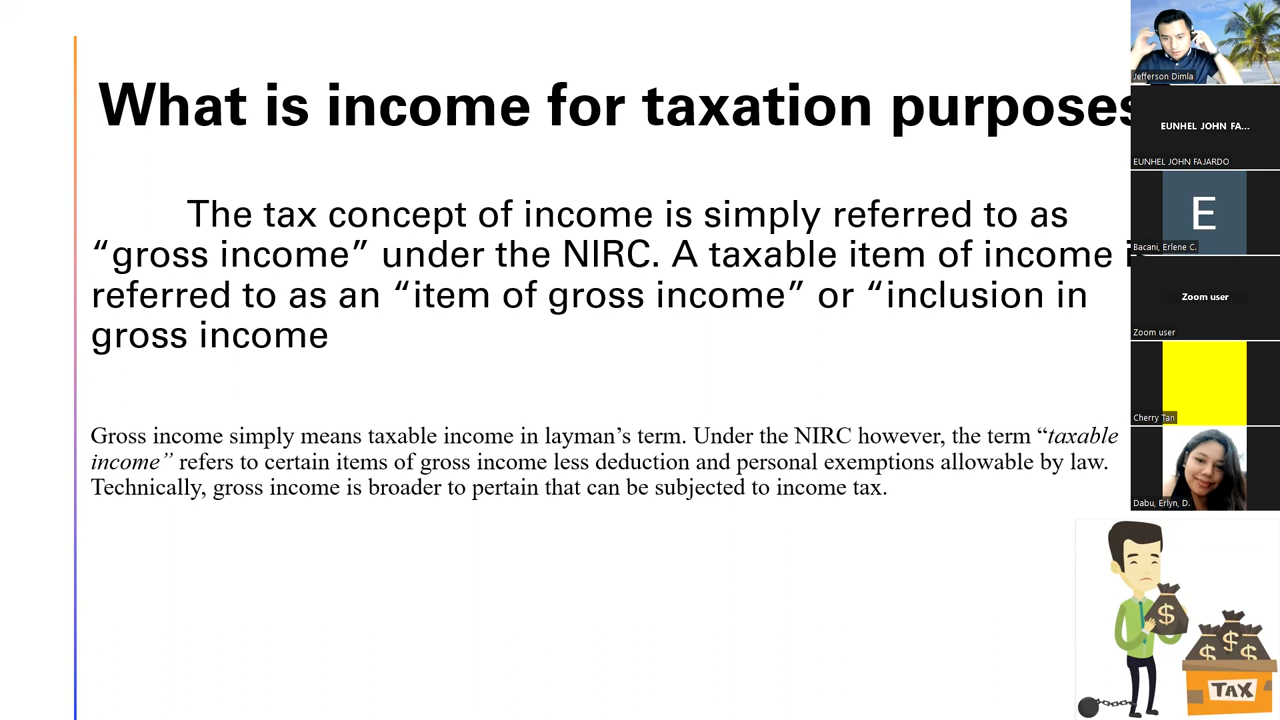 What is income for taxation purposes
The tax concept of income is simply referred to as
“gross income” under the NIRC. A taxable item of income i
referred to as an “item of gross income” or “inclusion in
gross income
Gross income simply means taxable income in layman’s term. Under the NIRC however, the term “taxable
income” refers to certain items of gross income less deduction and personal exemptions allowable by law.
Technically, gross income is broader to pertain that can be subjected to income tax.
Jefferson Dimla
EUNHEL JOHN FA...
EUNHEL JOHN FAJARDO
E
Bacani, Erlene C.
Zoom user
Zoom user
Cherry Tan
Dabu, Erlyn, D.
$
$ $ $
TAX